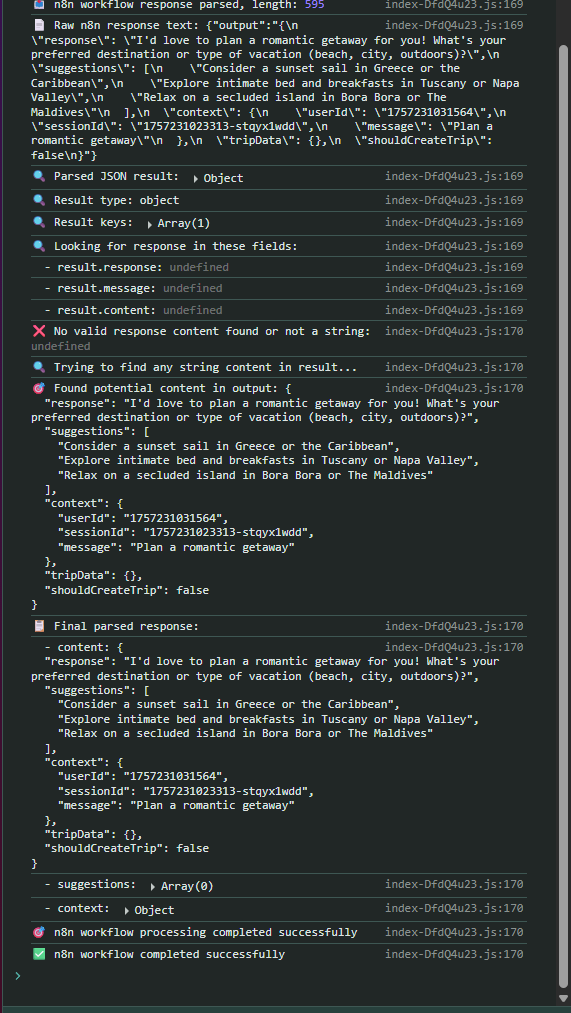 n8n workflow response parsed, length: 595 index-DfdQ4u23.js:169
Raw n8n response text: {"output":"{\n index-DfdQ4u23.js:169
\"response\": \"I'd love to plan a romantic getaway for you! What's your
preferred destination or type of vacation (beach, city, outdoors)?\",\n
\"suggestions\": [\n    \"Consider a sunset sail in Greece or the
Caribbean\",\n    \"Explore intimate bed and breakfasts in Tuscany or Napa
Valley\",\n    \"Relax on a secluded island in Bora Bora or The
Maldives\"\n  ],\n  \"context\": {\n    \"userId\": \"1757231031564\",\n
\"sessionId\": \"1757231023313-stqyx1wdd\",\n    \"message\": \"Plan a
romantic getaway\"\n  },\n  \"tripData\": {},\n  \"shouldCreateTrip\":
false\n}"}
Parsed JSON result: ▶ Object index-DfdQ4u23.js:169
Result type: object index-DfdQ4u23.js:169
Result keys: ▶ Array(1) index-DfdQ4u23.js:169
Looking for response in these fields: index-DfdQ4u23.js:169
- result.response: undefined index-DfdQ4u23.js:169
- result.message: undefined index-DfdQ4u23.js:169
- result.content: undefined index-DfdQ4u23.js:169
❌ No valid response content found or not a string: index-DfdQ4u23.js:170
undefined
Trying to find any string content in result... index-DfdQ4u23.js:170
Found potential content in output: { index-DfdQ4u23.js:170
"response": "I'd love to plan a romantic getaway for you! What's your
preferred destination or type of vacation (beach, city, outdoors)?",
"suggestions": [
"Consider a sunset sail in Greece or the Caribbean",
"Explore intimate bed and breakfasts in Tuscany or Napa Valley",
"Relax on a secluded island in Bora Bora or The Maldives"
],
"context": {
"userId": "1757231031564",
"sessionId": "1757231023313-stqyx1wdd",
"message": "Plan a romantic getaway"
},
"tripData": {},
"shouldCreateTrip": false
}
Final parsed response: index-DfdQ4u23.js:170
- content: { index-DfdQ4u23.js:170
"response": "I'd love to plan a romantic getaway for you! What's your
preferred destination or type of vacation (beach, city, outdoors)?",
"suggestions": [
"Consider a sunset sail in Greece or the Caribbean",
"Explore intimate bed and breakfasts in Tuscany or Napa Valley",
"Relax on a secluded island in Bora Bora or The Maldives"
],
"context": {
"userId": "1757231031564",
"sessionId": "1757231023313-stqyx1wdd",
"message": "Plan a romantic getaway"
},
"tripData": {},
"shouldCreateTrip": false
}
- suggestions: ▶ Array(0) index-DfdQ4u23.js:170
- context: ▶ Object index-DfdQ4u23.js:170
n8n workflow processing completed successfully index-DfdQ4u23.js:170
✅ n8n workflow completed successfully index-DfdQ4u23.js:170
>